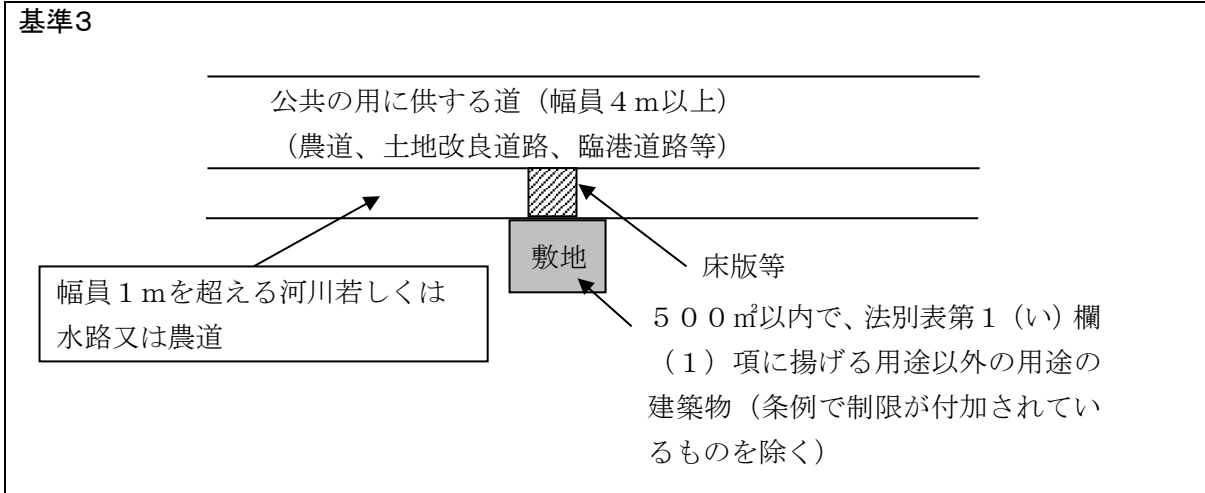 基準3
公共の用に供する道（幅員４ｍ以上）
（農道、土地改良道路、臨港道路等）
敷地
床版等
幅員１ｍを超える河川若しくは
水路又は農道
５００㎡以内で、法別表第１（い）欄
（１）項に揚げる用途以外の用途の
建築物（条例で制限が付加されてい
るものを除く）